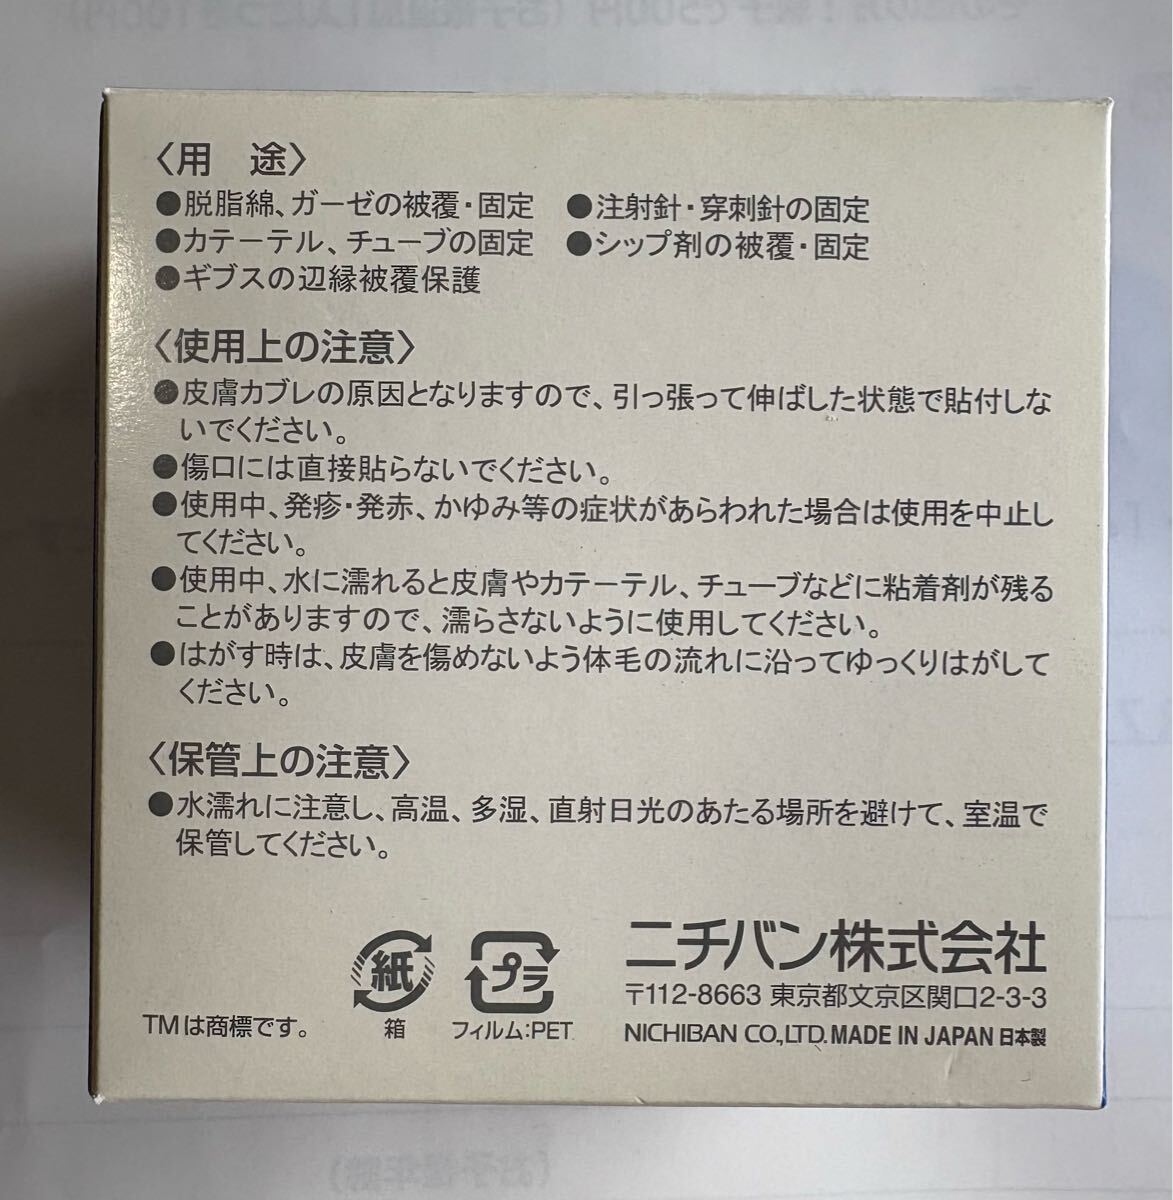 〈用　途〉
●脱脂綿、ガーゼの被覆・固定　●注射針・穿刺針の固定
●カテーテル、チューブの固定　●シップ剤の被覆・固定
●ギブスの辺縁被覆保護
〈使用上の注意〉
●皮膚カブレの原因となりますので、引っ張って伸ばした状態で貼付しな
いでください。
●傷口には直接貼らないでください。
●使用中、発疹・発赤、かゆみ等の症状があらわれた場合は使用を中止し
てください。
●使用中、水に濡れると皮膚やカテーテル、チューブなどに粘着剤が残る
ことがありますので、濡らさないように使用してください。
●はがす時は、皮膚を傷めないよう体毛の流れに沿ってゆっくりはがして
ください。
〈保管上の注意〉
●水濡れに注意し、高温、多湿、直射日光のあたる場所を避けて、室温で
保管してください。
TMは商標です。
紙
箱
プラ
フィルム:PET
ニチバン株式会社
〒112-8663 東京都文京区関口2-3-3
NICHIBAN CO.,LTD. MADE IN JAPAN 日本製